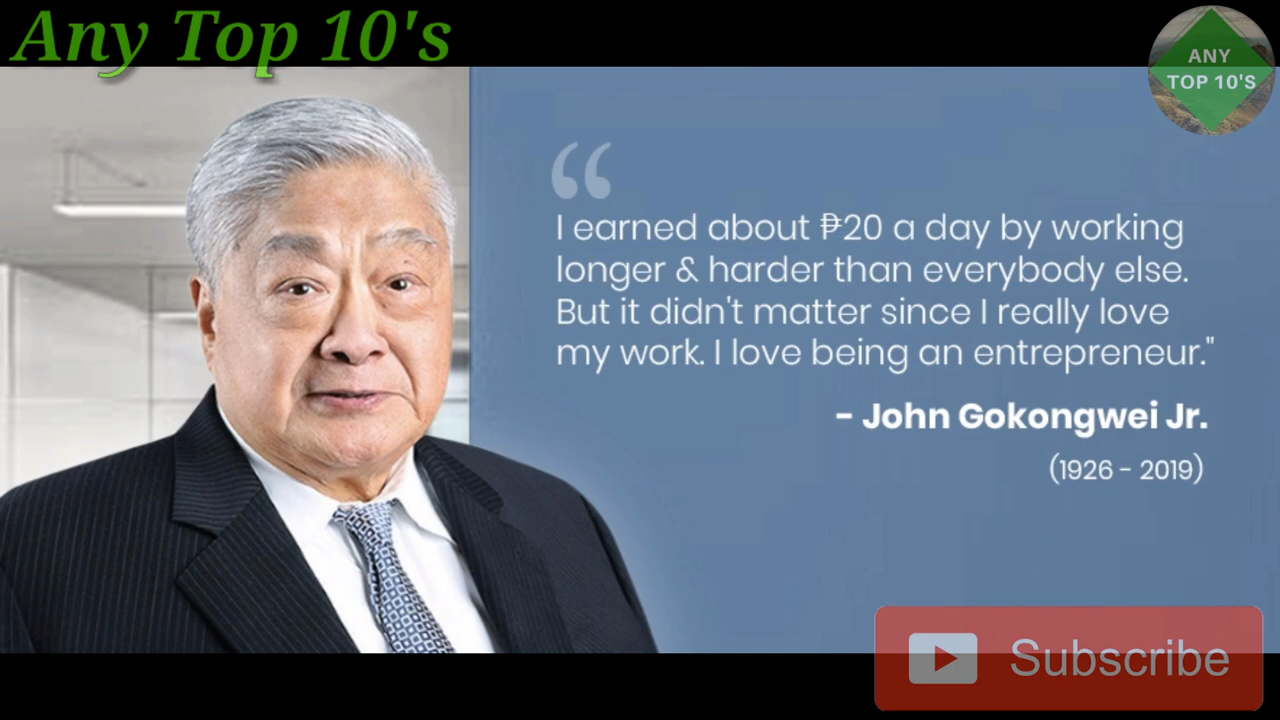 Any Top 10's
ANY
TOP 10'S
“
I earned about ₱20 a day by working
longer & harder than everybody else.
But it didn't matter since I really love
my work. I love being an entrepreneur."
- John Gokongwei Jr.
(1926 - 2019)
Subscribe